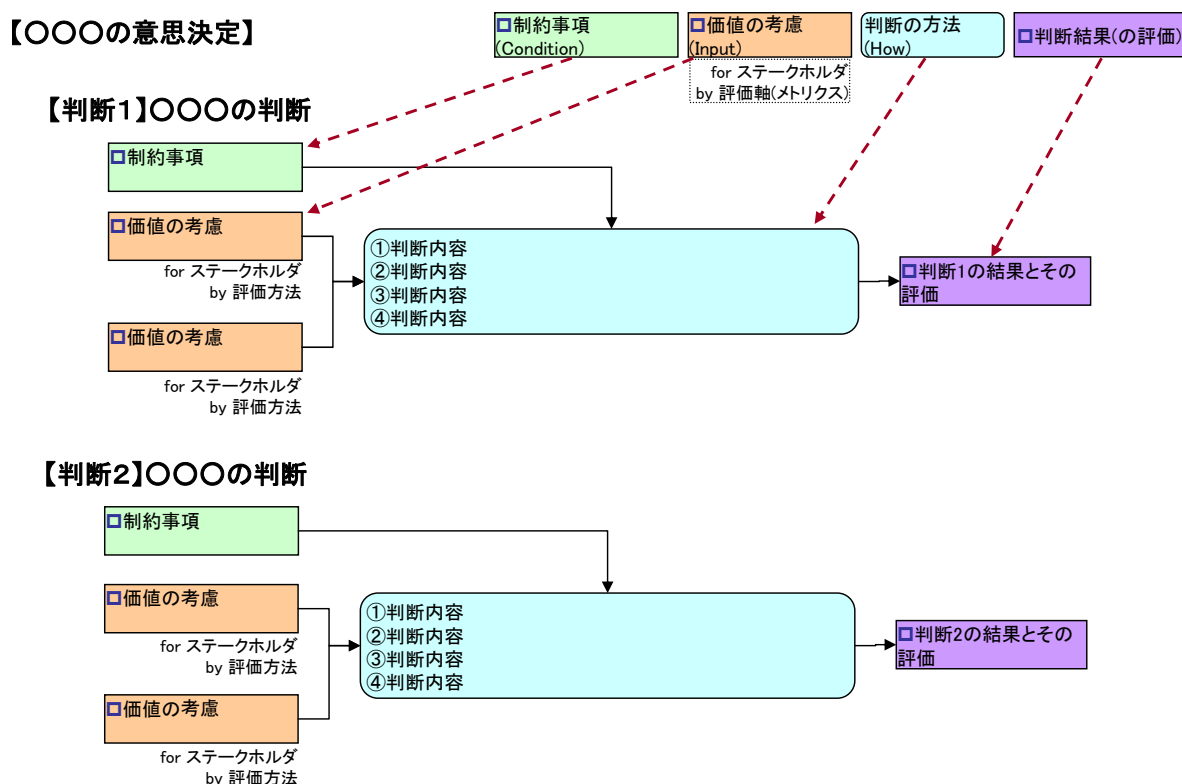 【〇〇〇の意思決定】
制約事項
(Condition)
価値の考慮
(Input)
for ステークホルダ
by 評価軸(メトリクス)
判断の方法
(How)
判断結果(の評価)
【判断1】〇〇〇の判断
制約事項
価値の考慮
for ステークホルダ
by 評価方法
価値の考慮
for ステークホルダ
by 評価方法
①判断内容
②判断内容
③判断内容
④判断内容
判断1の結果とその
評価
【判断2】〇〇〇の判断
制約事項
価値の考慮
for ステークホルダ
by 評価方法
価値の考慮
for ステークホルダ
by 評価方法
①判断内容
②判断内容
③判断内容
④判断内容
判断2の結果とその
評価